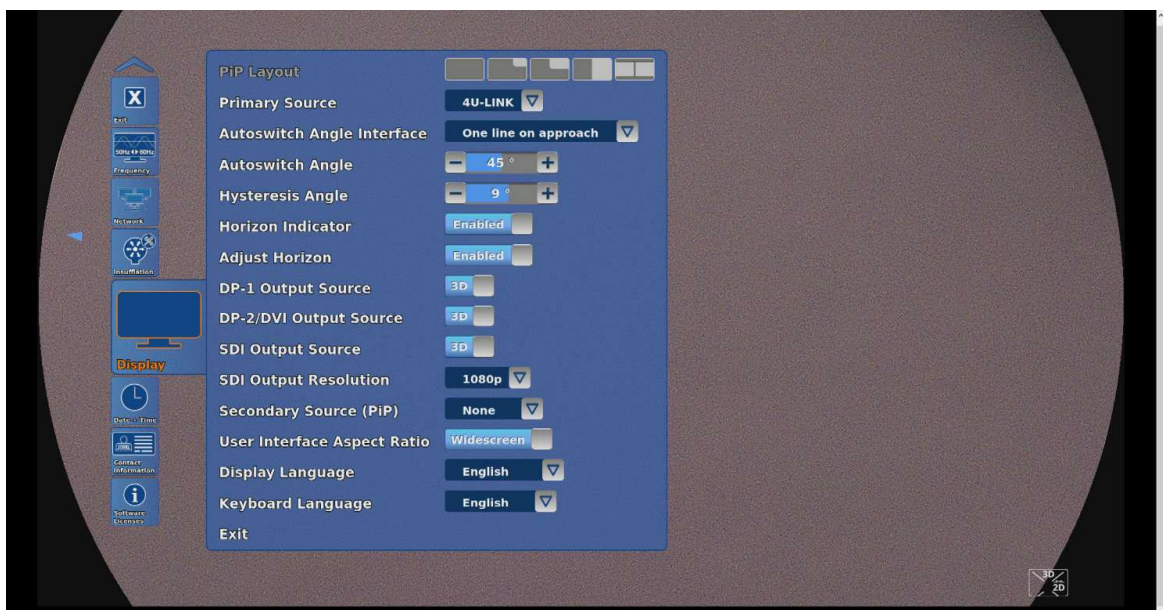 PiP Layout
Primary Source 4U-LINK
Autoswitch Angle Interface One line on approach
Autoswitch Angle − 45 ° +
Hysteresis Angle − 9 ° +
Horizon Indicator Enabled
Adjust Horizon Enabled
DP-1 Output Source 3D
DP-2/DVI Output Source 3D
SDI Output Source 3D
SDI Output Resolution 1080p
Secondary Source (PiP) None
User Interface Aspect Ratio Widescreen
Display Language English
Keyboard Language English
Exit
X
Exit
50Hz 60Hz
Frequency
Network
Insufflation
Display
Date - Time
Contact
Information
Software
Licenses
3D
2D